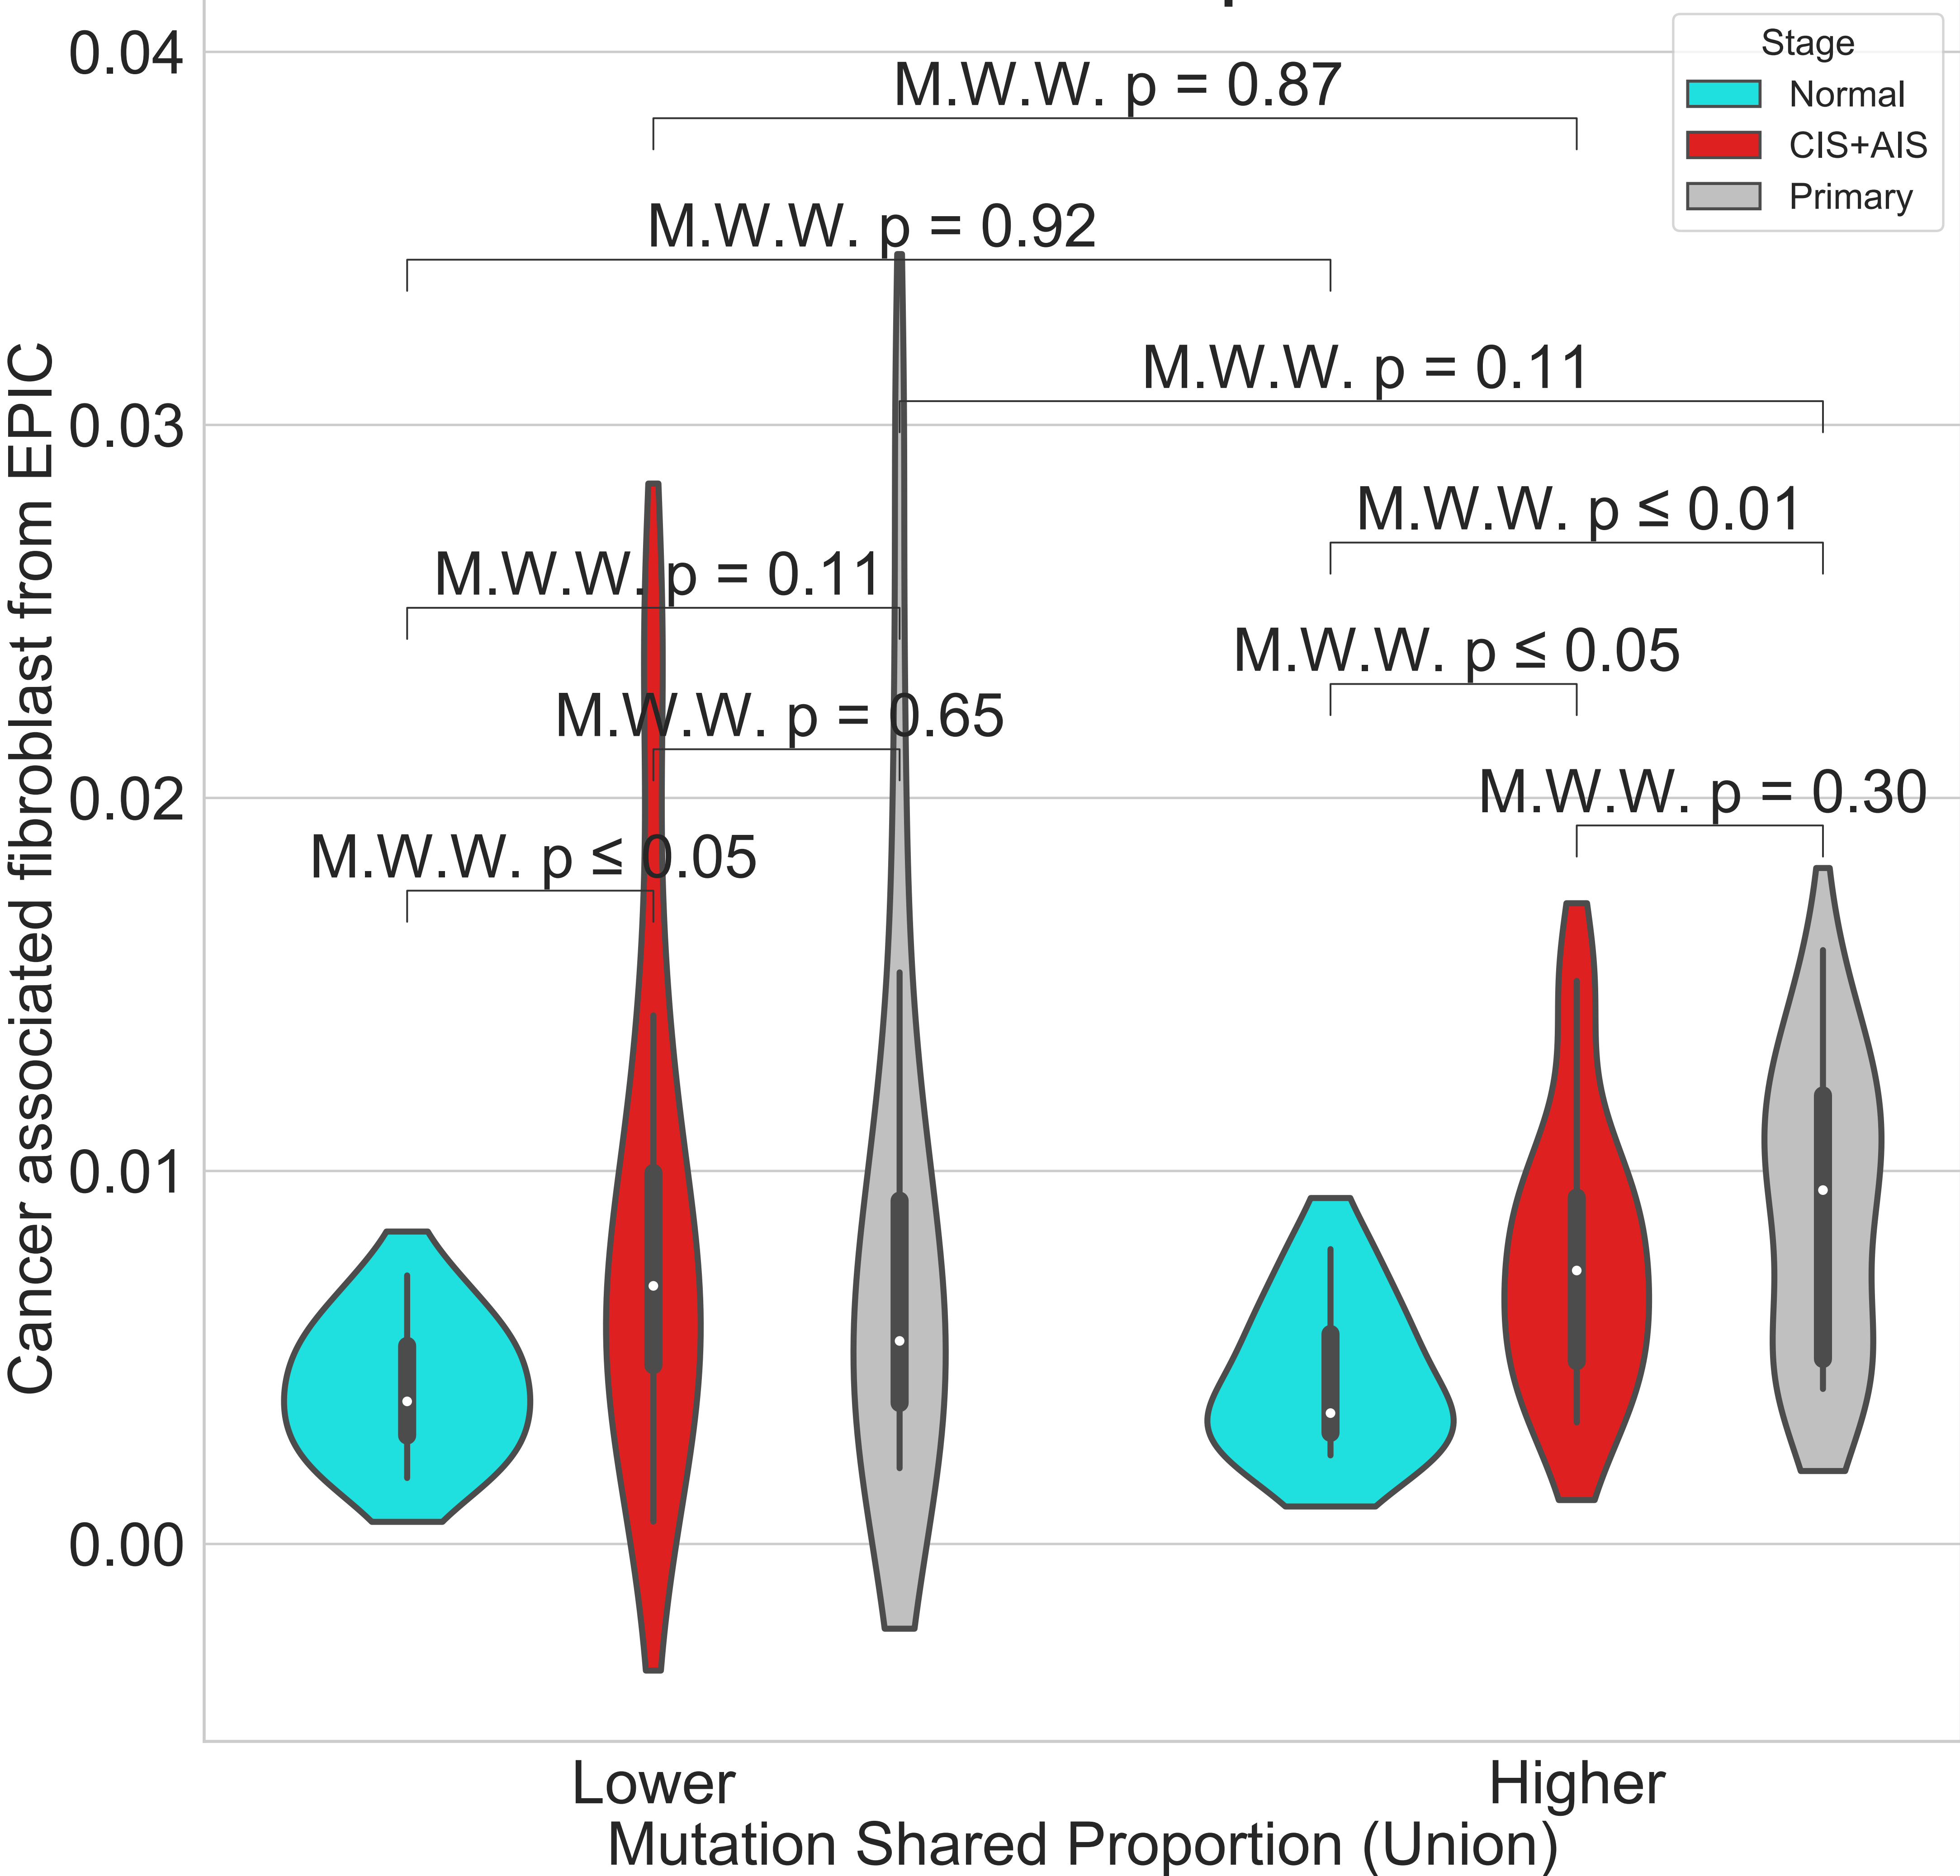 Stage
Normal
CIS+AIS
Primary
0.04
0.03
0.02
0.01
0.00
Cancer associated fibroblast from EPIC
M.W.W. p = 0.87
M.W.W. p = 0.92
M.W.W. p = 0.11
M.W.W. p ≤ 0.01
M.W.W. p = 0.11
M.W.W. p ≤ 0.05
M.W.W. p = 0.65
M.W.W. p = 0.30
M.W.W. p ≤ 0.05
Lower
Higher
Mutation Shared Proportion (Union)